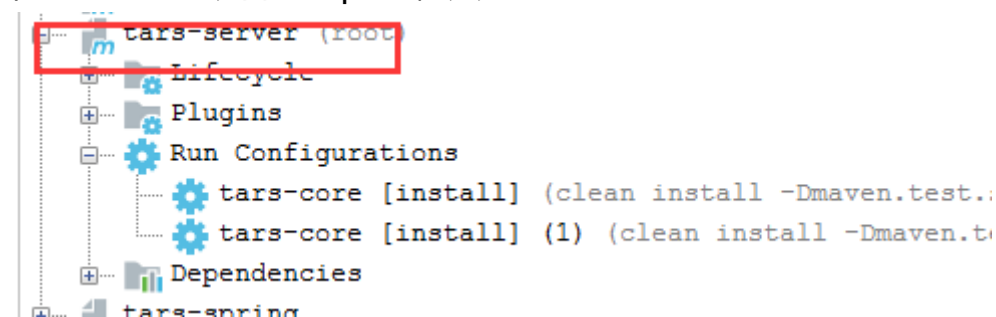 tars-server (root)
Lifecycle
Plugins
Run Configurations
tars-core [install] (clean install -Dmaven.test.
tars-core [install] (1) (clean install -Dmaven.te
Dependencies
tars-spring